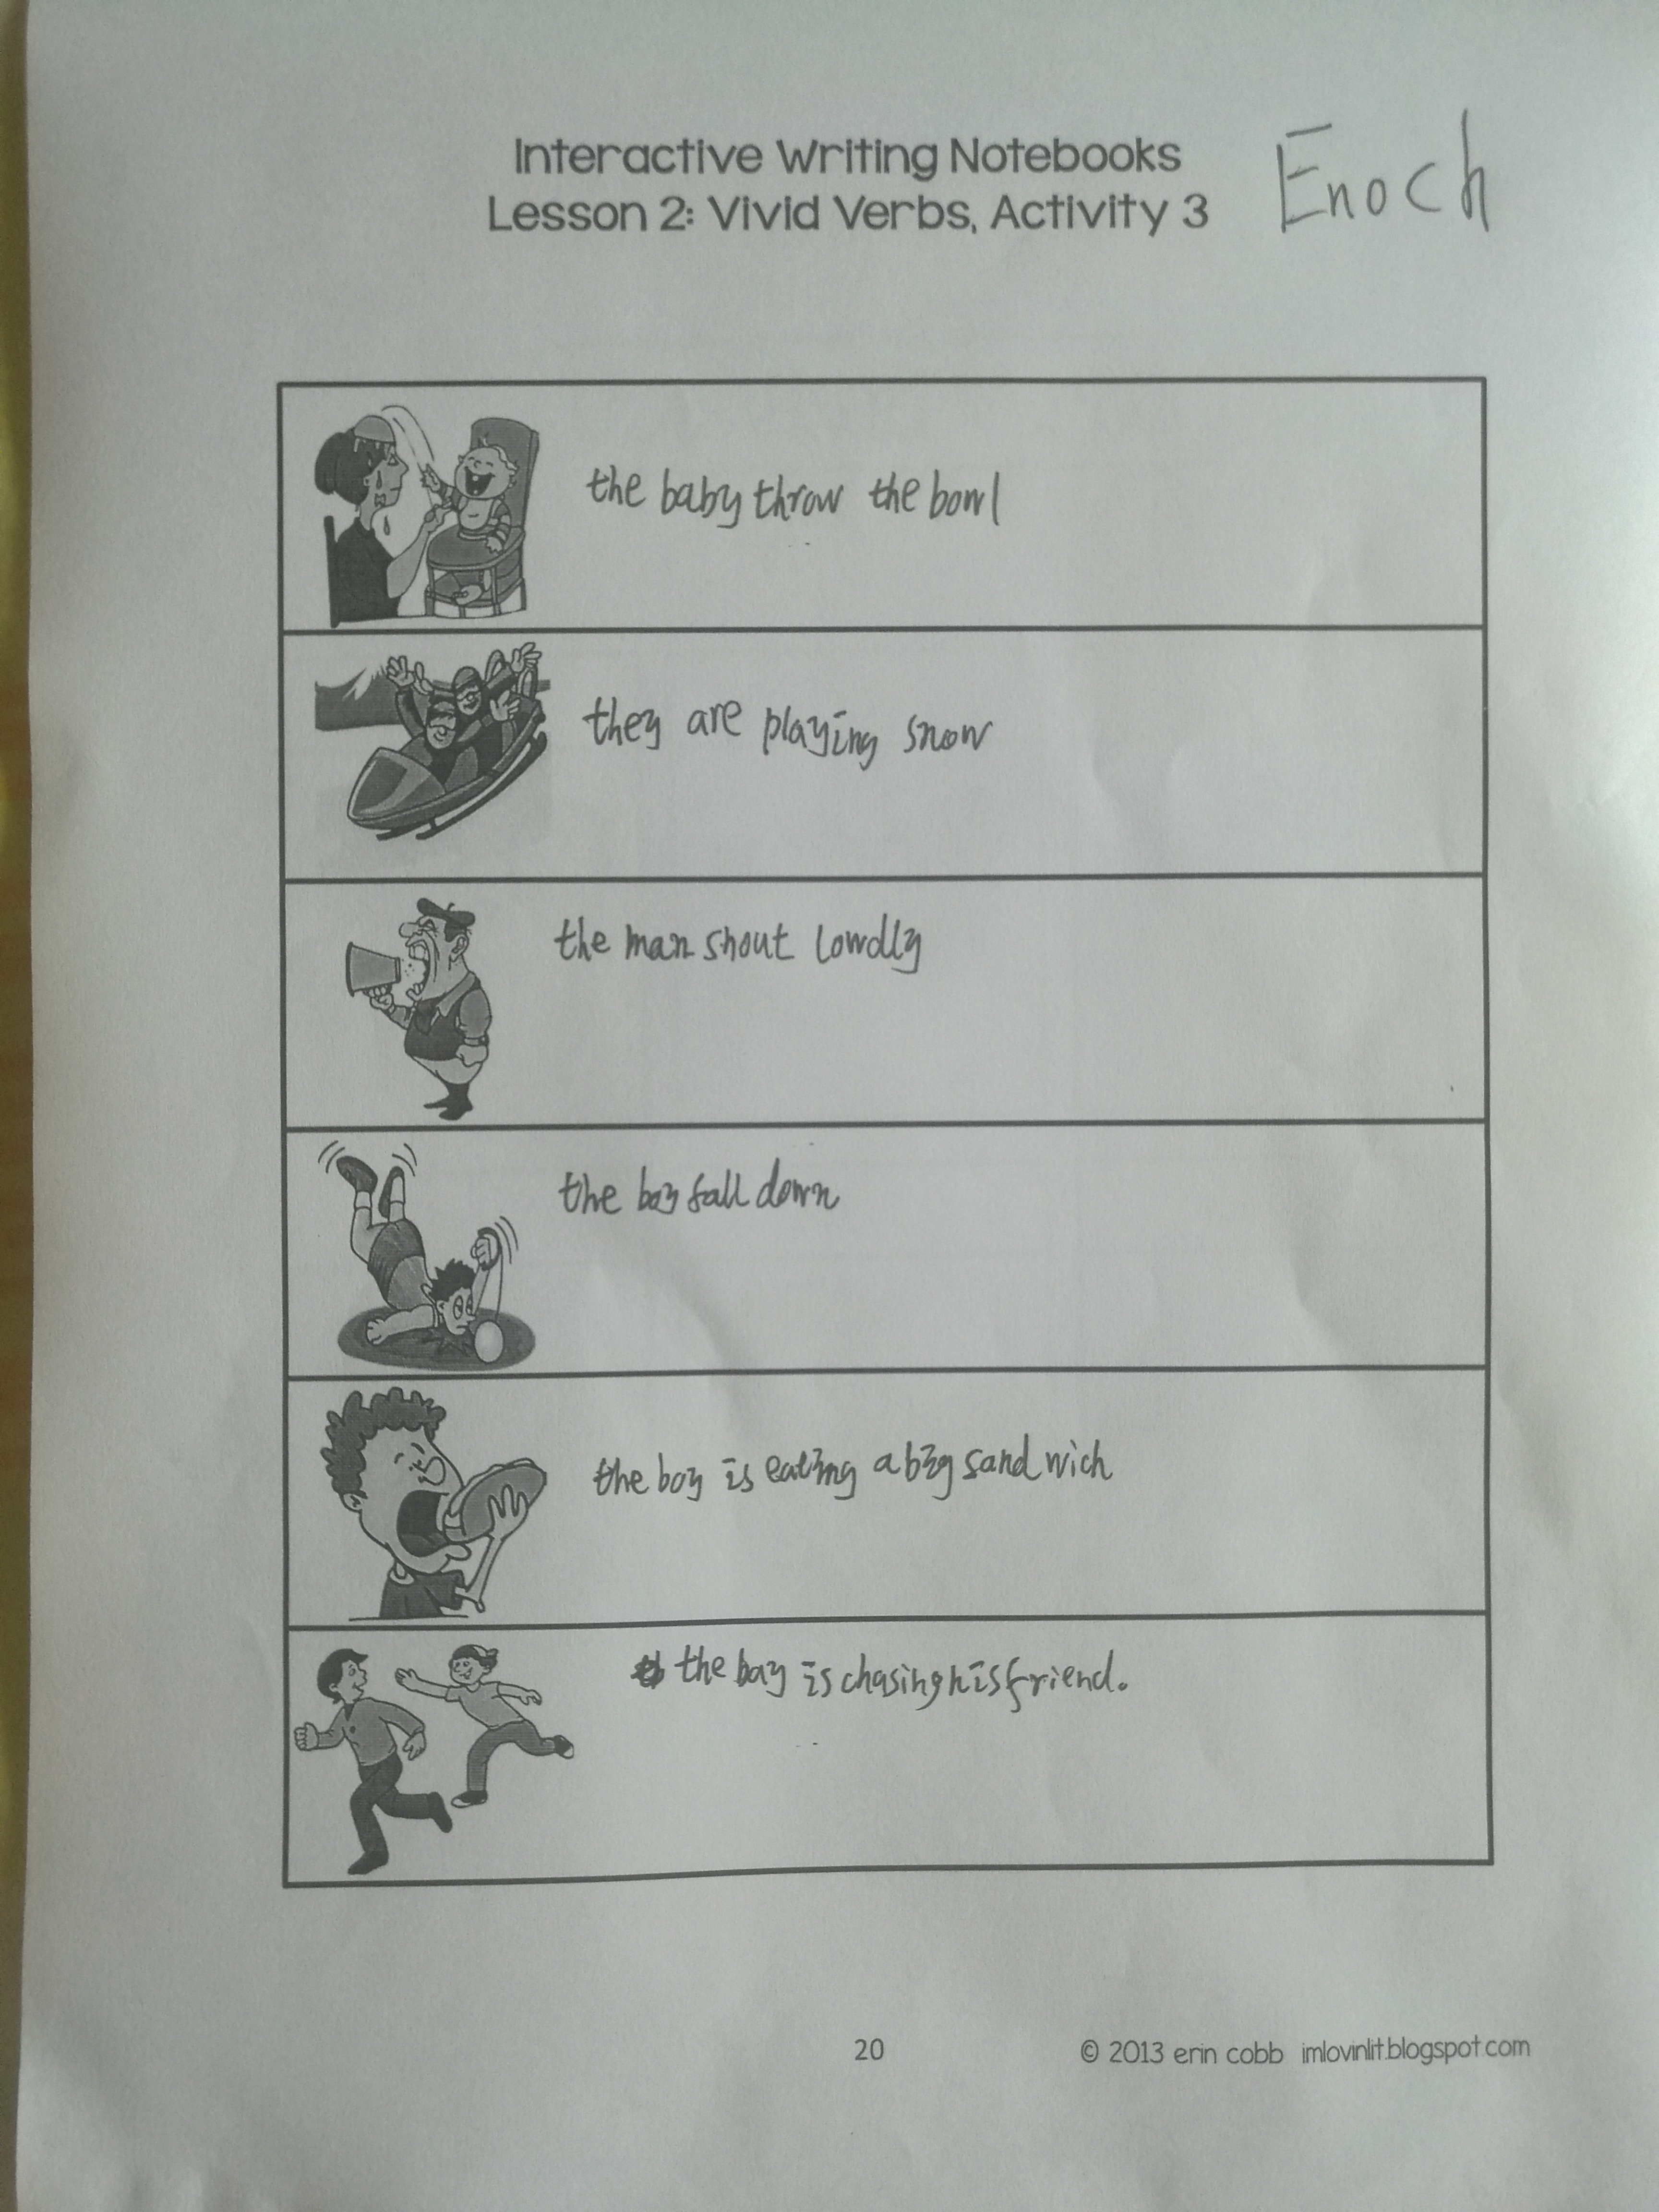 Interactive Writing Notebooks
Lesson 2: Vivid Verbs, Activity 3
Enoch
the baby throw the bowl
they are playing snow
the man shout lowdly
the boy fall down
the boy is eating a big sandwich
the boy is chasing his friend.
20
© 2013 erin cobb imlovinlit.blogspot.com